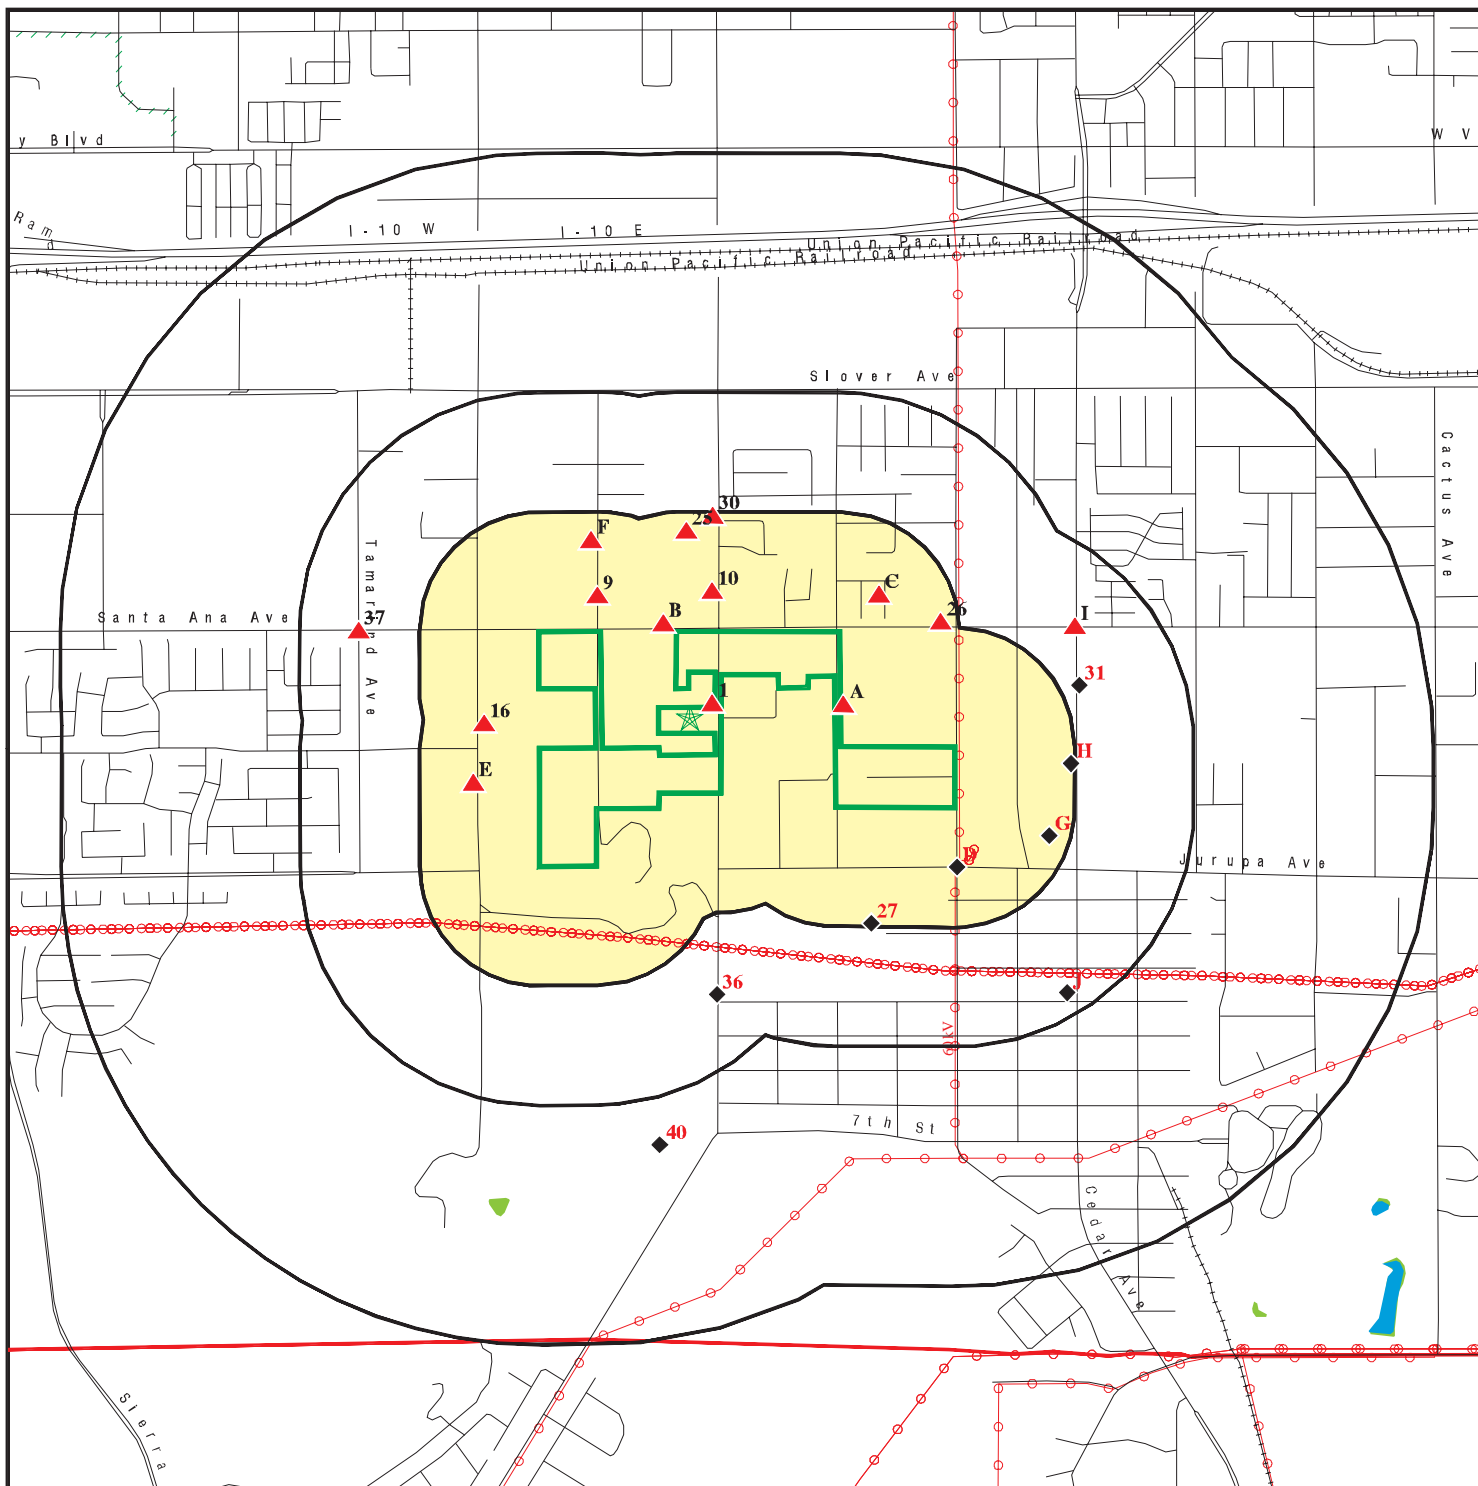 y Blvd
W V
Ram
d
I-10 W
I-10 E
Union Pacific Railroad
Union Pacific Railroad
Slover Ave
Cactus Ave
30
25
F
Tamarind Ave
9
10
C
B
26
Santa Ana Ave
37
I
31
1
A
16
H
E
G
Jurupa Ave
27
36
J
7th St
40
Cedar Ave
Sierra